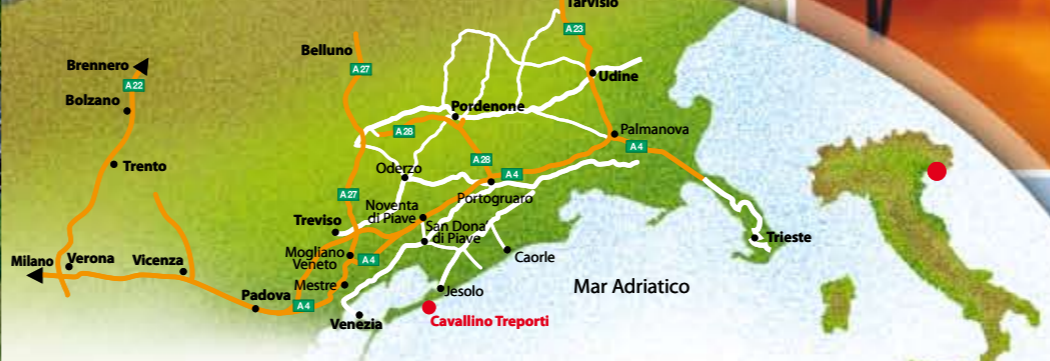 Tarvisio
A23
Belluno
A27
Brennero
A22
Bolzano
Udine
Pordenone
A28
Palmanova
A4
Trento
Oderzo
A28
A4
Portogruaro
A27
Noventa
di Piave
Treviso
San Dona'
di Piave
Trieste
Mogliano
Veneto
A4
Caorle
Milano
Verona
Vicenza
Mestre
Jesolo
Mar Adriatico
Padova
A4
Venezia
Cavallino Treporti